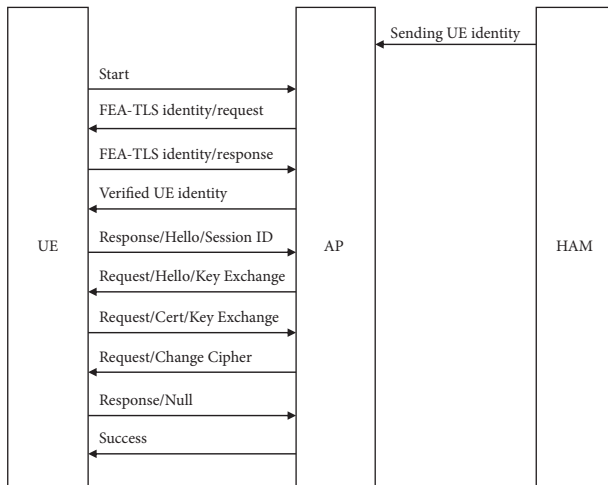 Sending UE identity
Start
FEA-TLS identity/request
FEA-TLS identity/response
Verified UE identity
Response/Hello/Session ID
UE
AP
HAM
Request/Hello/Key Exchange
Request/Cert/Key Exchange
Request/Change Cipher
Response/Null
Success